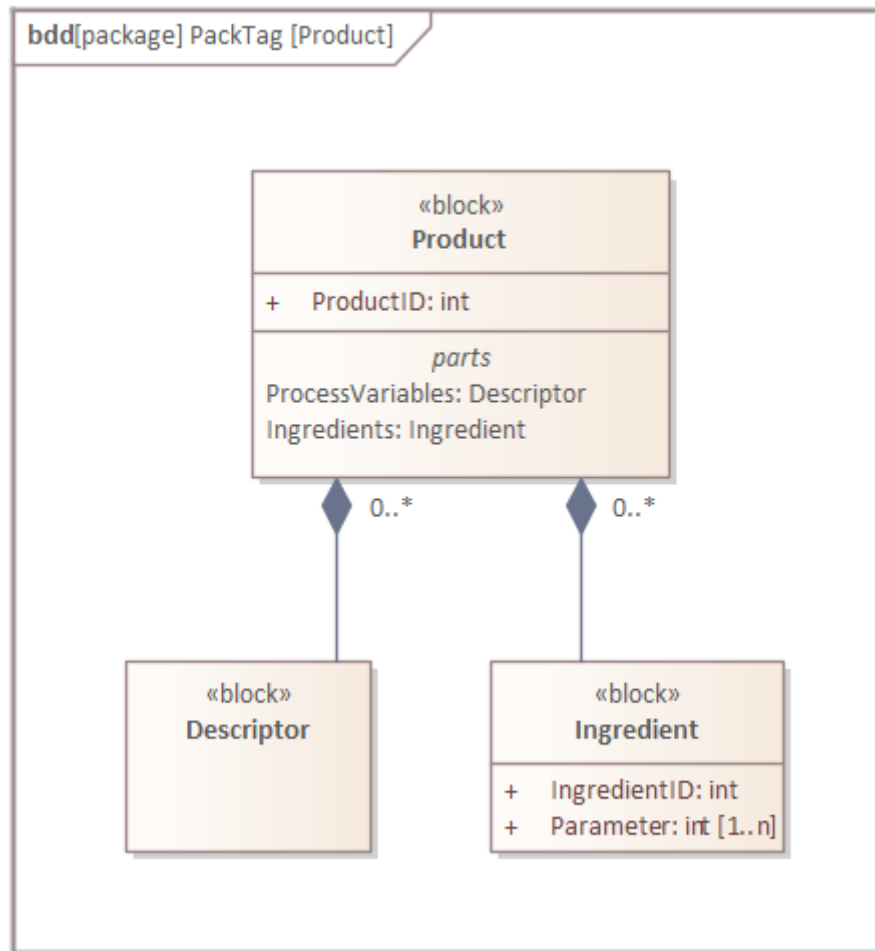 bdd[package] PackTag [Product]
«block»
Product
+ ProductID: int
parts
ProcessVariables: Descriptor
Ingredients: Ingredient
0..*
0..*
«block»
Descriptor
«block»
Ingredient
+ IngredientID: int
+ Parameter: int [1..n]